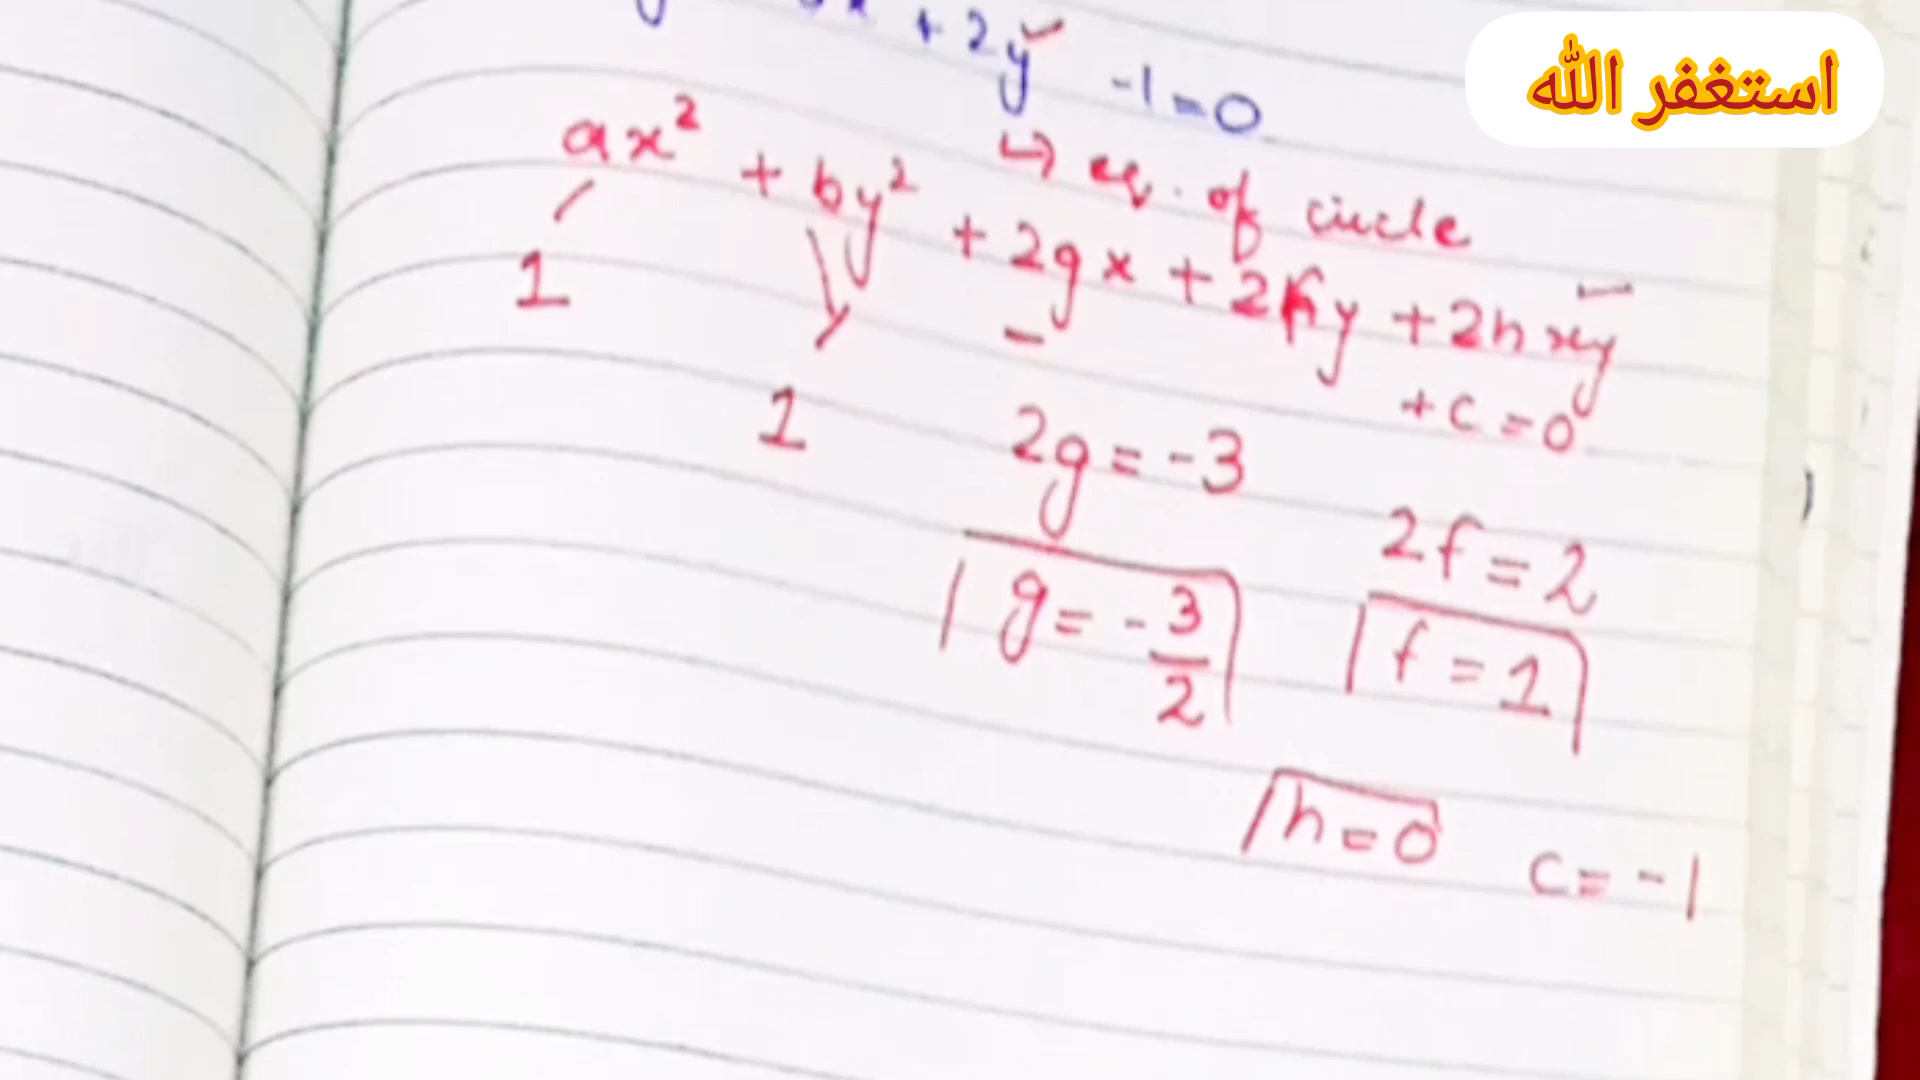 + 2y -1=0
استغفر الله
↳ eq. of circle
ax² + by² + 2gx + 2fy + 2hxy
+ c = 0
1
1
2g = -3
2f = 2
g = -3/2
f = 1
h = 0
c = -1